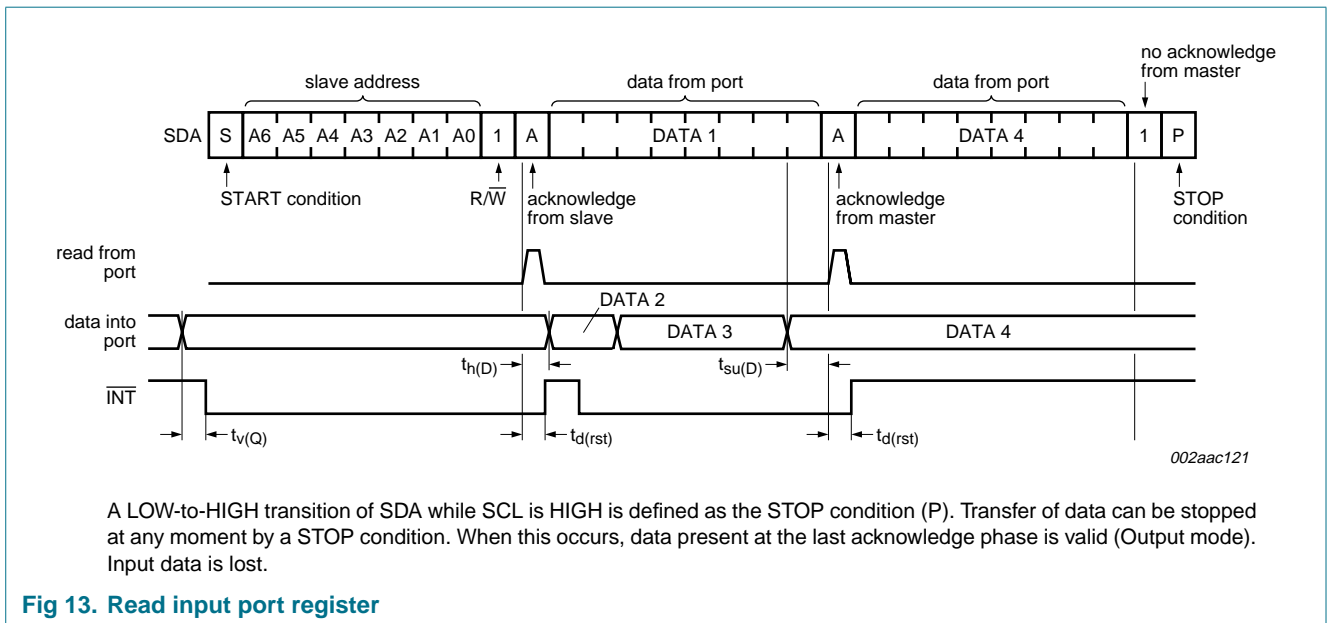 no acknowledge
from master
slave address
data from port
data from port
SDA S A6 A5 A4 A3 A2 A1 A0 1 A DATA 1 A DATA 4 1 P
START condition
R/W̅
acknowledge
from slave
acknowledge
from master
STOP
condition
read from
port
DATA 2
data into
port
DATA 3
DATA 4
th(D)
tsu(D)
I̅N̅T̅
tv(Q)
td(rst)
td(rst)
002aac121
A LOW-to-HIGH transition of SDA while SCL is HIGH is defined as the STOP condition (P). Transfer of data can be stopped
at any moment by a STOP condition. When this occurs, data present at the last acknowledge phase is valid (Output mode).
Input data is lost.
Fig 13. Read input port register